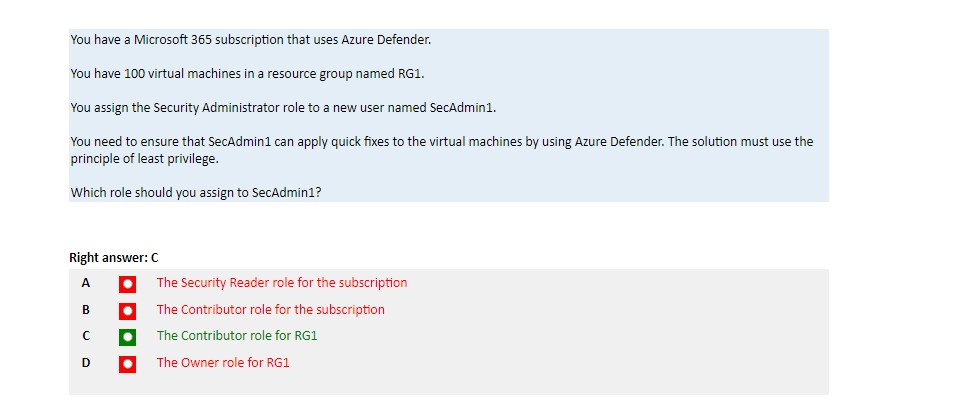 You have a Microsoft 365 subscription that uses Azure Defender.
You have 100 virtual machines in a resource group named RG1.
You assign the Security Administrator role to a new user named SecAdmin1.
You need to ensure that SecAdmin1 can apply quick fixes to the virtual machines by using Azure Defender. The solution must use the
principle of least privilege.
Which role should you assign to SecAdmin1?
Right answer: C
A The Security Reader role for the subscription
B The Contributor role for the subscription
C The Contributor role for RG1
D The Owner role for RG1